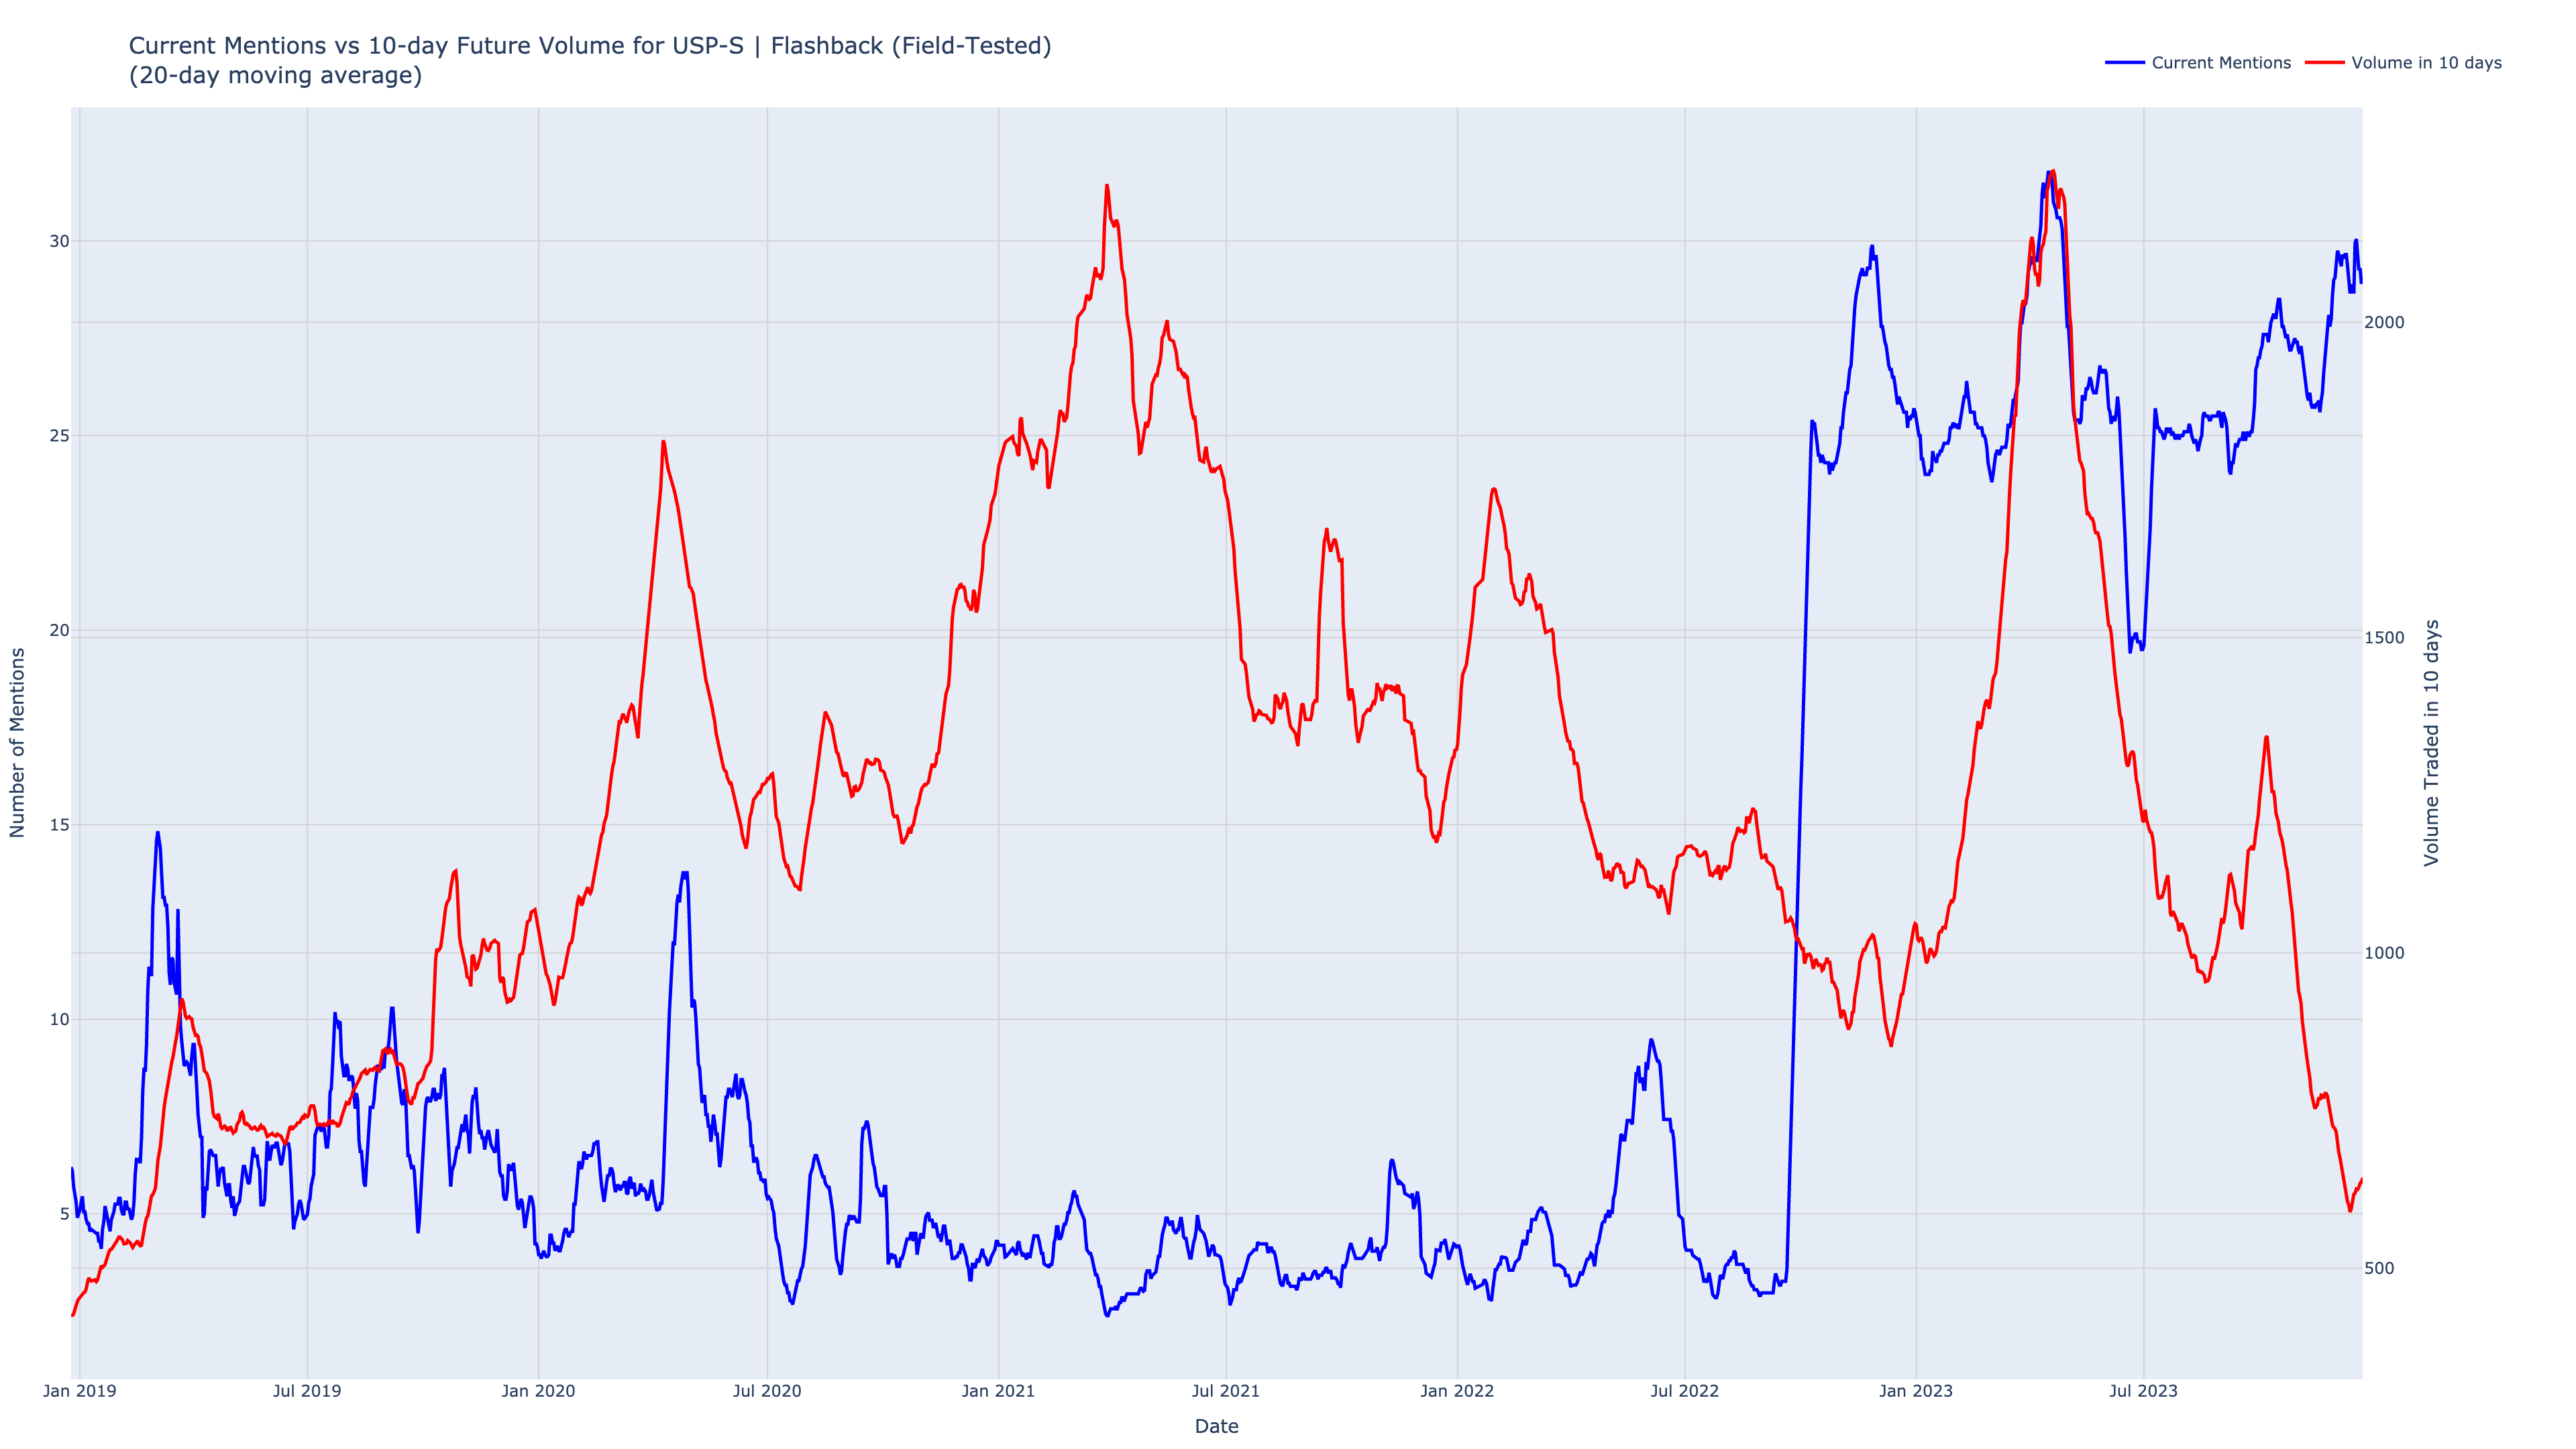 Current Mentions vs 10-day Future Volume for USP-S | Flashback (Field-Tested)
(20-day moving average)
Current Mentions
Volume in 10 days
Number of Mentions
30
25
20
15
10
5
2000
1500
1000
500
Volume Traded in 10 days
Jan 2019
Jul 2019
Jan 2020
Jul 2020
Jan 2021
Jul 2021
Jan 2022
Jul 2022
Jan 2023
Jul 2023
Date